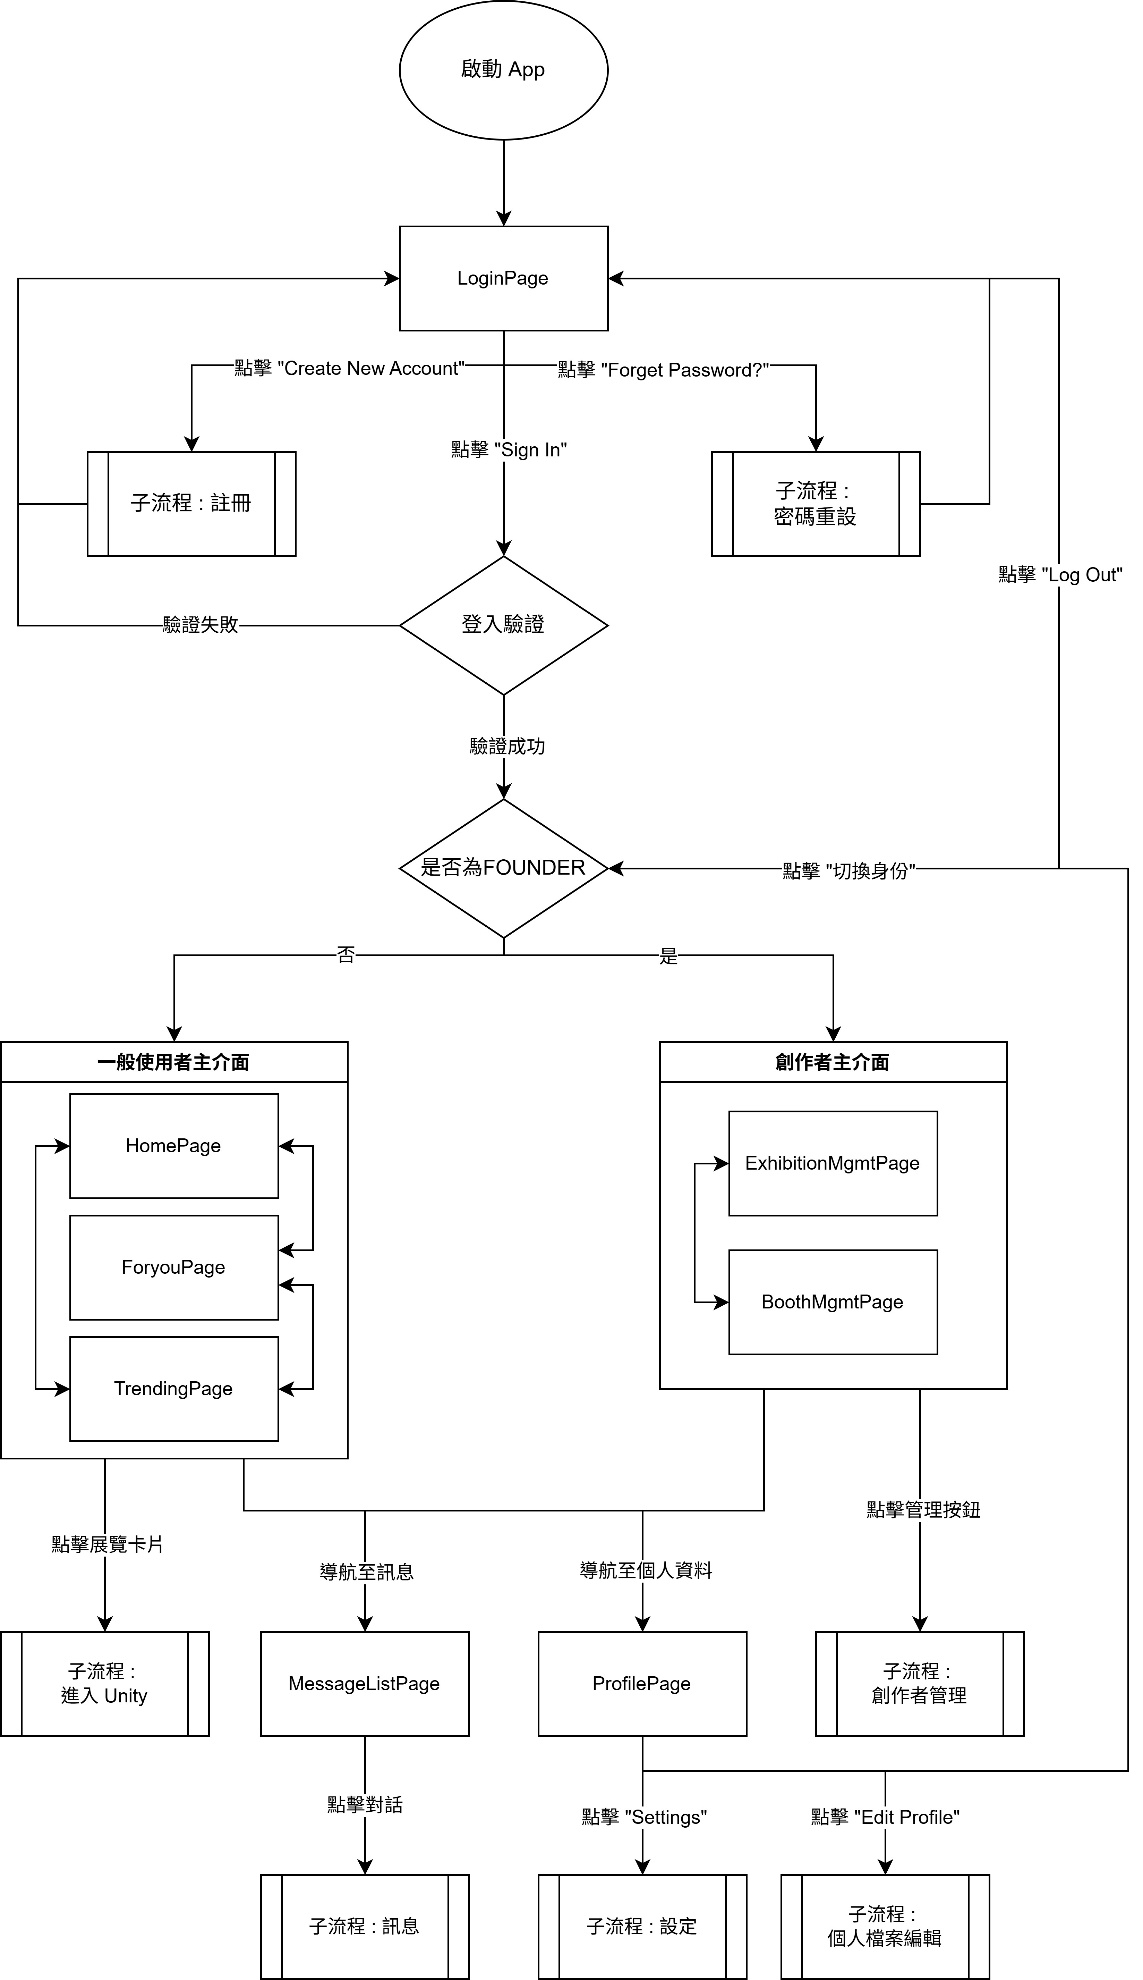 啟動 App
LoginPage
點擊 "Create New Account"
點擊 "Forget Password?"
點擊 "Sign In"
子流程 : 註冊
子流程 :
密碼重設
點擊 "Log Out"
登入驗證
驗證失敗
驗證成功
是否為FOUNDER
點擊 "切換身份"
否
是
一般使用者主介面
HomePage
ForyouPage
TrendingPage
創作者主介面
ExhibitionMgmtPage
BoothMgmtPage
點擊展覽卡片
導航至訊息
導航至個人資料
點擊管理按鈕
子流程 :
進入 Unity
MessageListPage
ProfilePage
子流程 :
創作者管理
點擊對話
點擊 "Settings"
點擊 "Edit Profile"
子流程 : 訊息
子流程 : 設定
子流程 :
個人檔案編輯